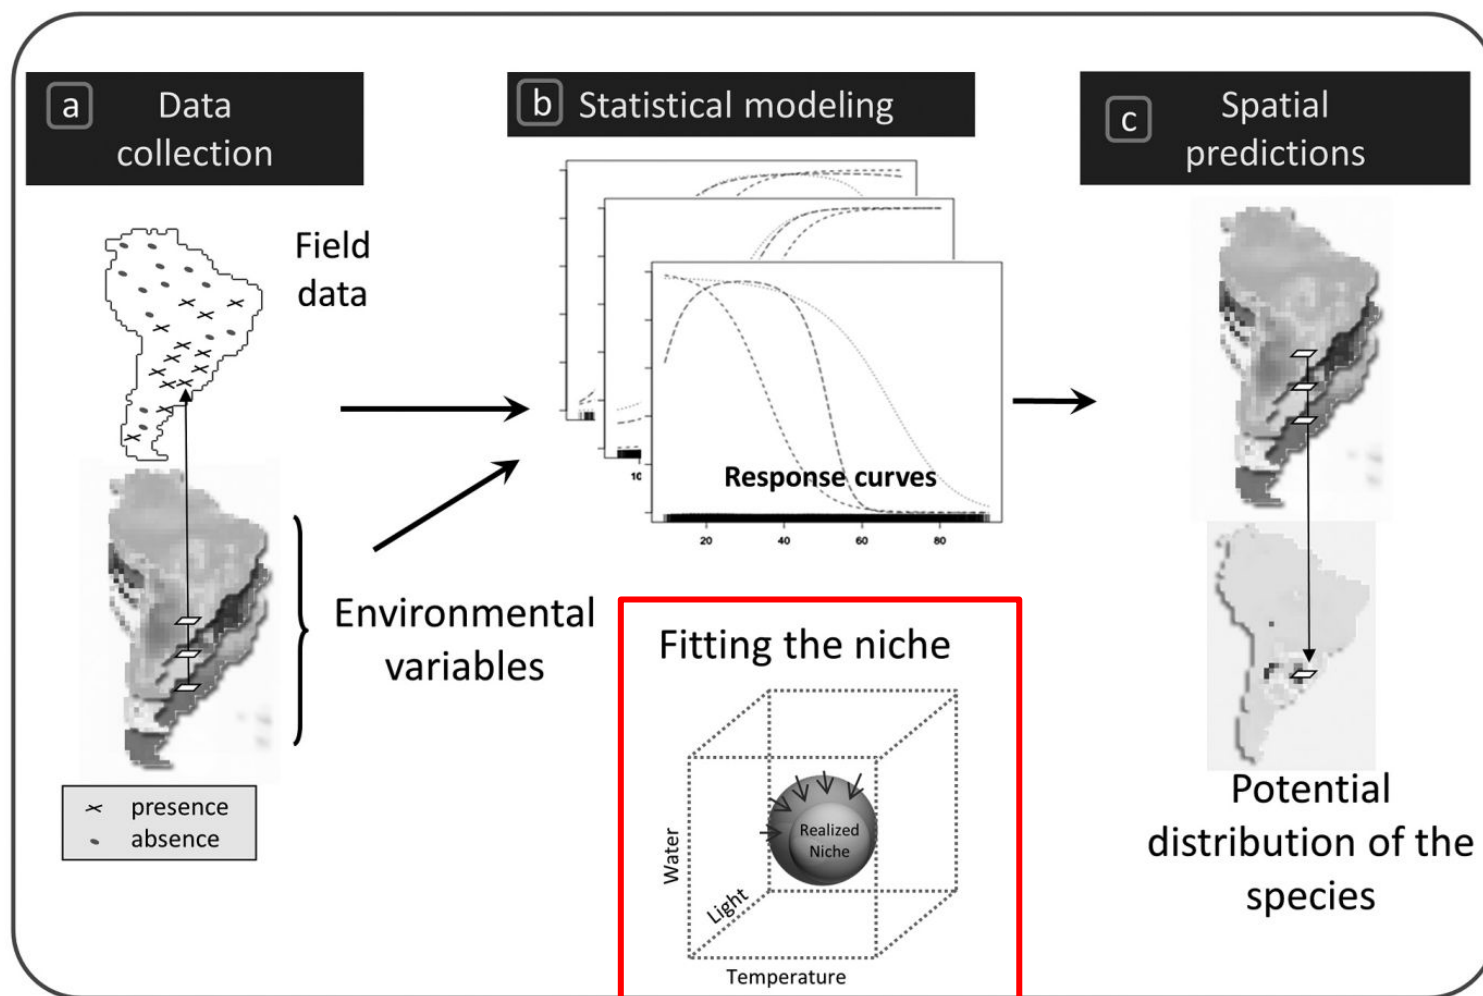 a
Data
collection
Field
data
Environmental
variables
presence
absence
b
Statistical modeling
10
Response curves
20
40
60
80
Fitting the niche
Realized
Niche
Water
Light
Temperature
c
Spatial
predictions
Potential
distribution of the
species